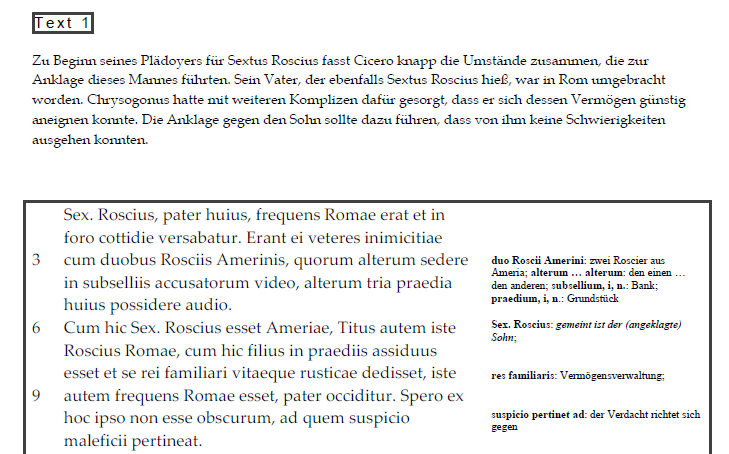 Text 1
Zu Beginn seines Plädoyers für Sextus Roscius fasst Cicero knapp die Umstände zusammen, die zur
Anklage dieses Mannes führten. Sein Vater, der ebenfalls Sextus Roscius hieß, war in Rom umgebracht
worden. Chrysogonus hatte mit weiteren Komplizen dafür gesorgt, dass er sich dessen Vermögen günstig
aneignen konnte. Die Anklage gegen den Sohn sollte dazu führen, dass von ihm keine Schwierigkeiten
ausgehen konnten.
Sex. Roscius, pater huius, frequens Romae erat et in
foro cottidie versabatur. Erant ei veteres inimicitiae
3 cum duobus Rosciis Amerinis, quorum alterum sedere
in subselliis accusatorum video, alterum tria praedia
huius possidere audio.
6 Cum hic Sex. Roscius esset Ameriae, Titus autem iste
Roscius Romae, cum hic filius in praediis assiduus
esset et se rei familiari vitaeque rusticae dedisset, iste
9 autem frequens Romae esset, pater occiditur. Spero ex
hoc ipso non esse obscurum, ad quem suspicio
maleficii pertineat.
duo Roscii Amerini: zwei Roscier aus
Ameria; alterum … alterum: den einen …
den anderen; subsellium, i, n.: Bank;
praedium, i, n.: Grundstück
Sex. Roscius: gemeint ist der (angeklagte)
Sohn;
res familiaris: Vermögensverwaltung;
suspicio pertinet ad: der Verdacht richtet sich
gegen